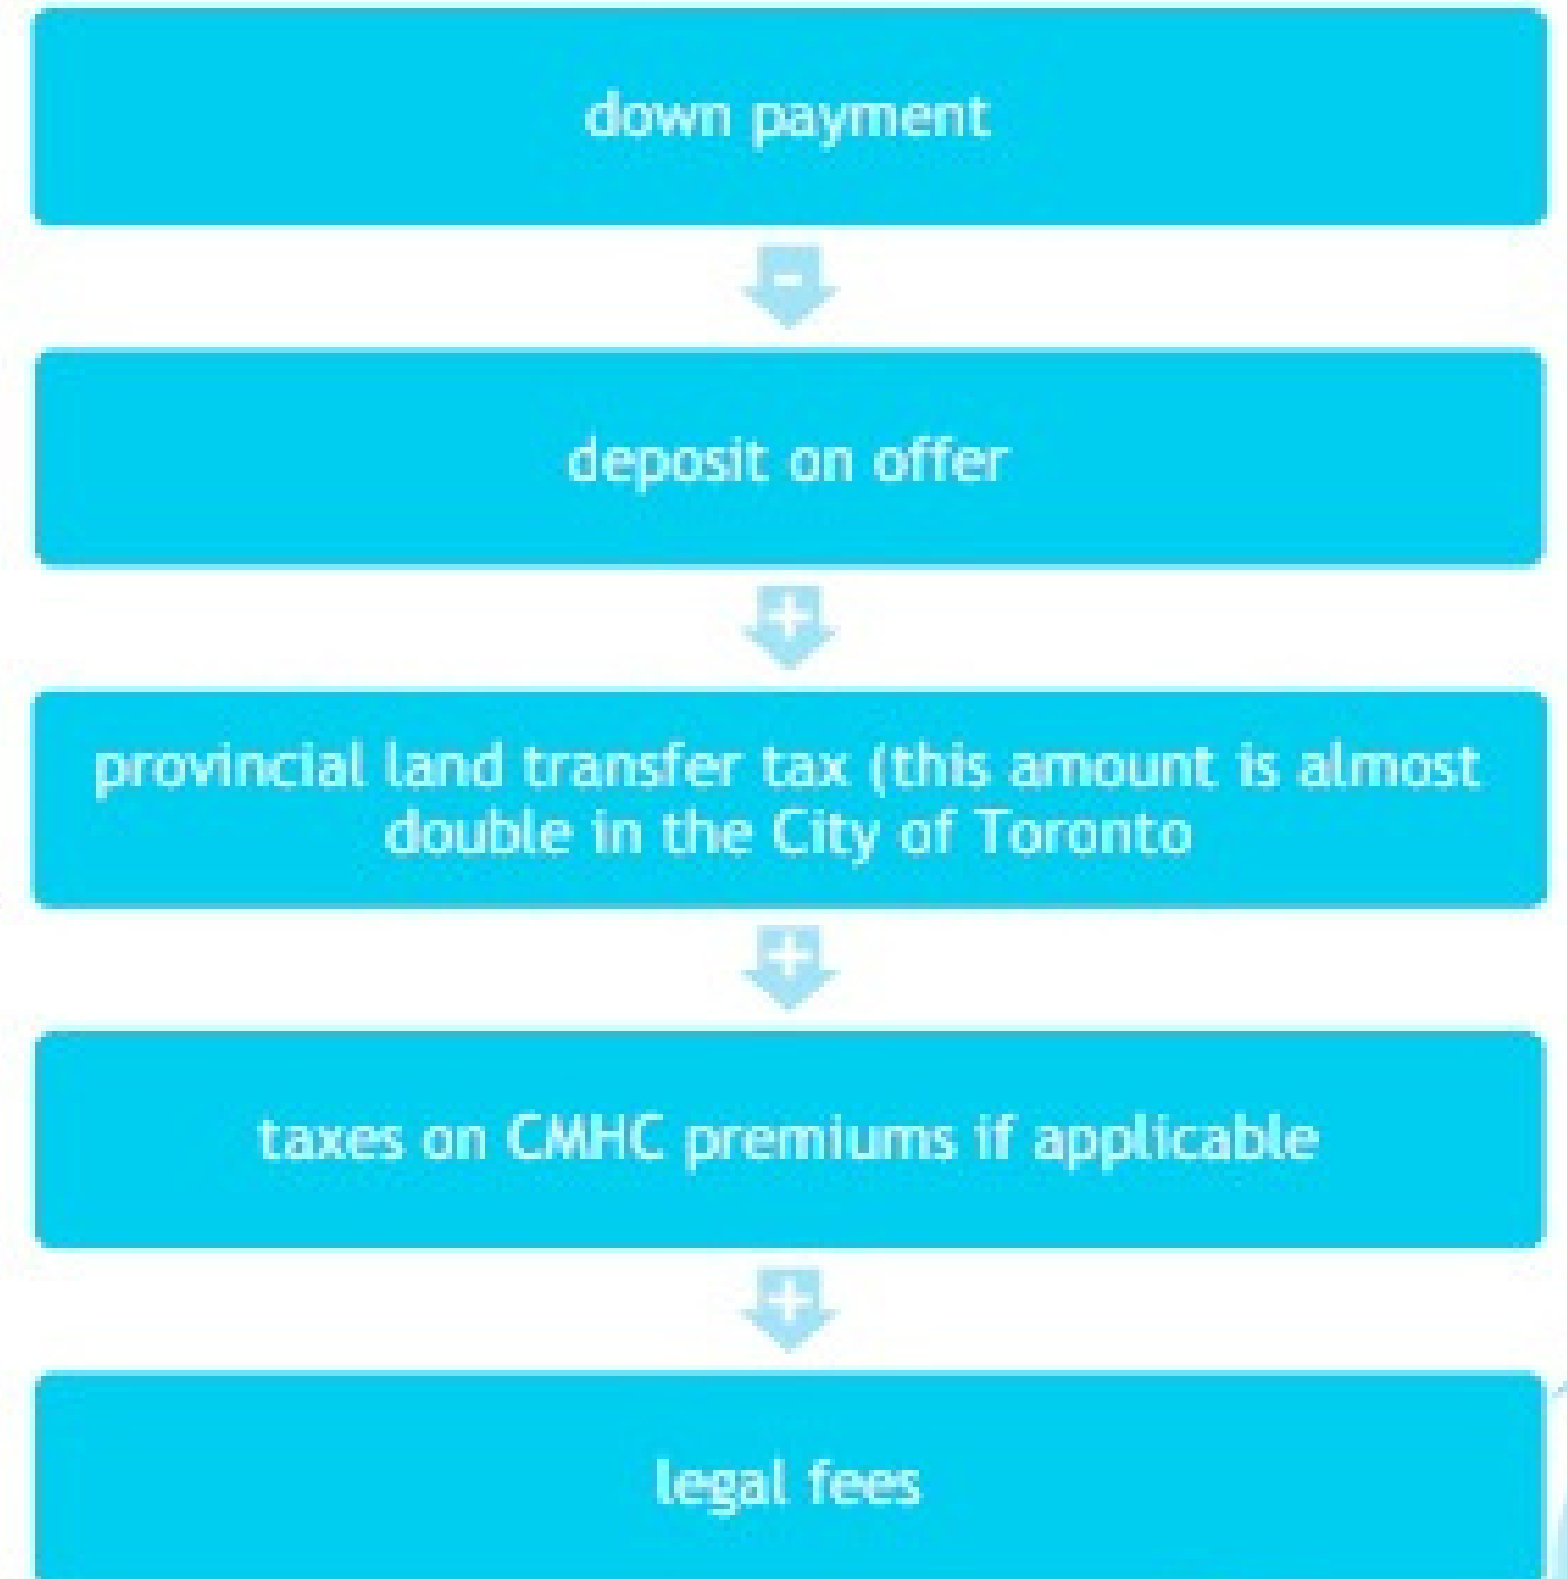 down payment
-
deposit on offer
+
provincial land transfer tax (this amount is almost
double in the City of Toronto
+
taxes on CMHC premiums if applicable
+
legal fees